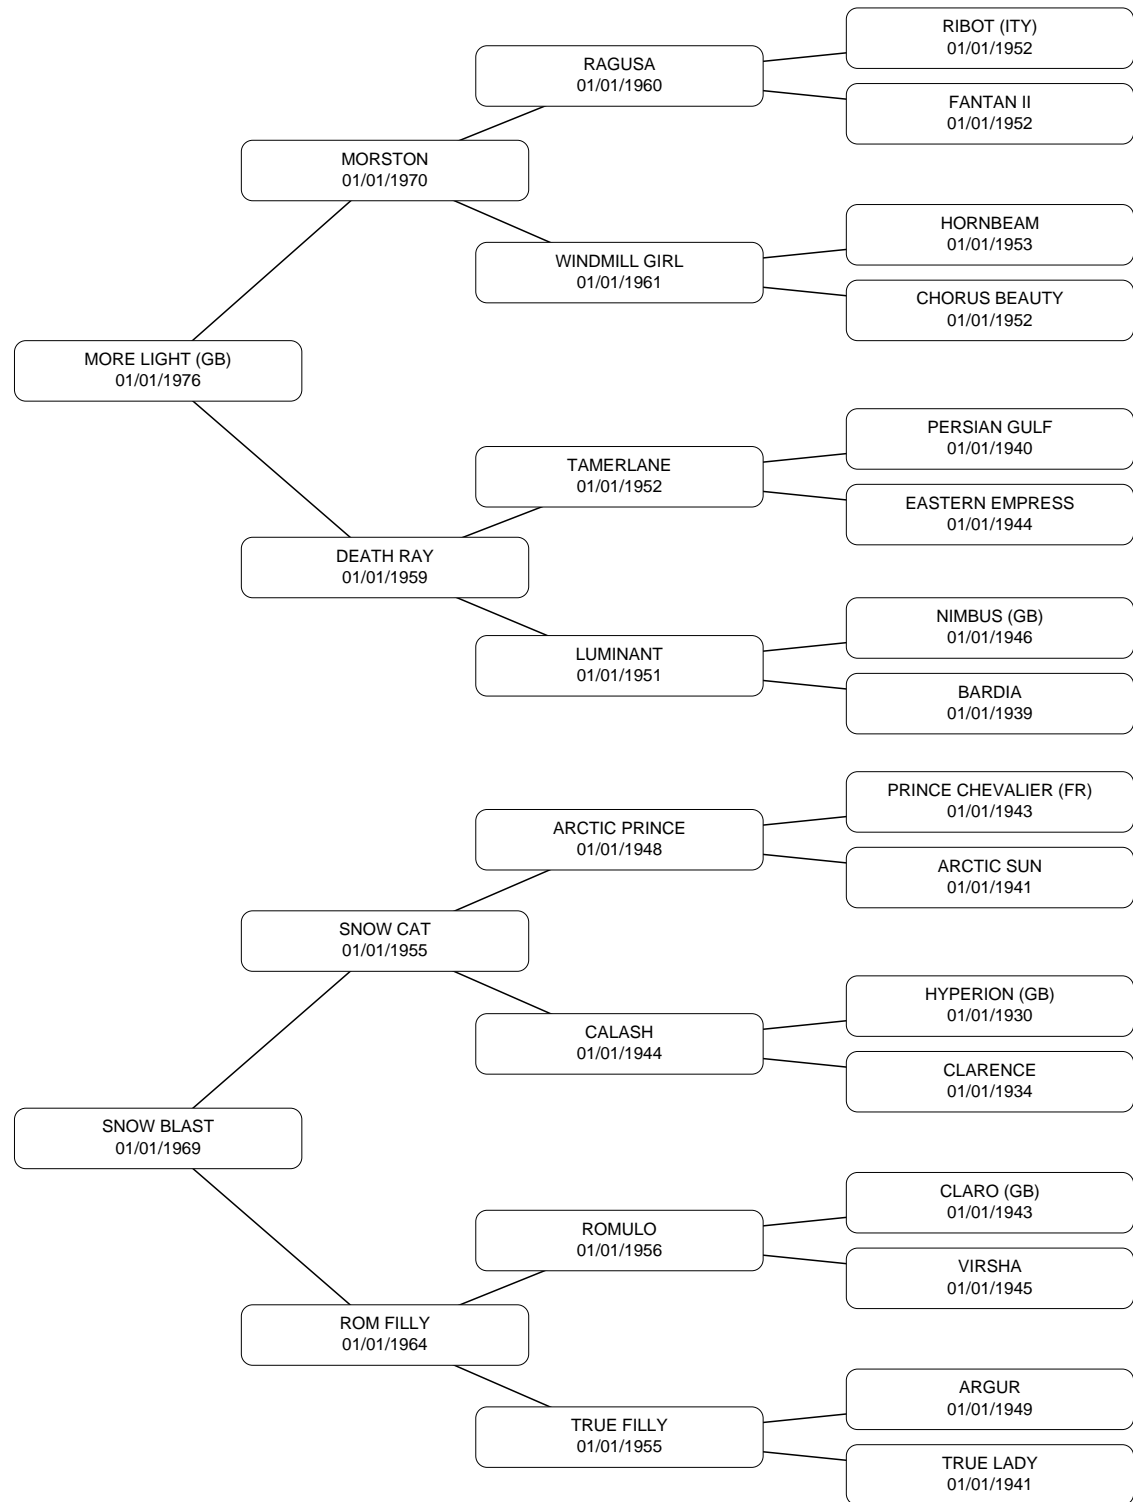 RIBOT (ITY)
01/01/1952
RAGUSA
01/01/1960
FANTAN II
01/01/1952
MORSTON
01/01/1970
HORNBEAM
01/01/1953
WINDMILL GIRL
01/01/1961
CHORUS BEAUTY
01/01/1952
MORE LIGHT (GB)
01/01/1976
PERSIAN GULF
01/01/1940
TAMERLANE
01/01/1952
EASTERN EMPRESS
01/01/1944
DEATH RAY
01/01/1959
NIMBUS (GB)
01/01/1946
LUMINANT
01/01/1951
BARDIA
01/01/1939
PRINCE CHEVALIER (FR)
01/01/1943
ARCTIC PRINCE
01/01/1948
ARCTIC SUN
01/01/1941
SNOW CAT
01/01/1955
HYPERION (GB)
01/01/1930
CALASH
01/01/1944
CLARENCE
01/01/1934
SNOW BLAST
01/01/1969
CLARO (GB)
01/01/1943
ROMULO
01/01/1956
VIRSHA
01/01/1945
ROM FILLY
01/01/1964
ARGUR
01/01/1949
TRUE FILLY
01/01/1955
TRUE LADY
01/01/1941